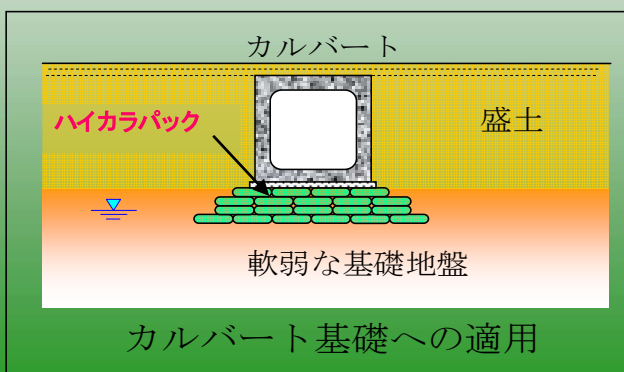 カルバート
ハイカラパック
盛土
軟弱な基礎地盤
カルバート基礎への適用